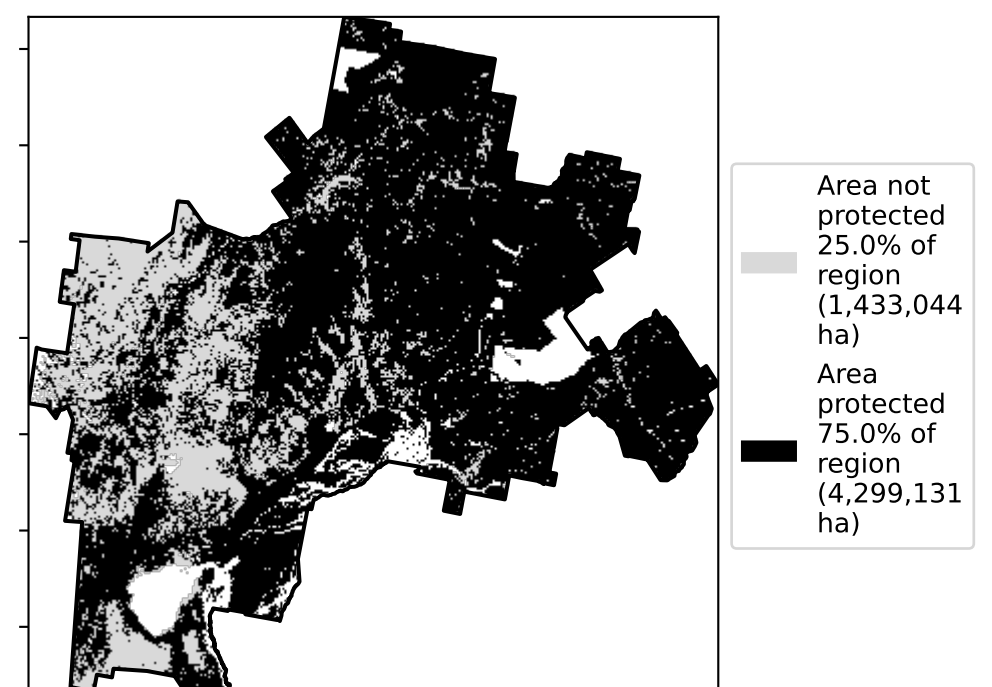 Area not
protected
25.0% of
region
(1,433,044
ha)
Area
protected
75.0% of
region
(4,299,131
ha)